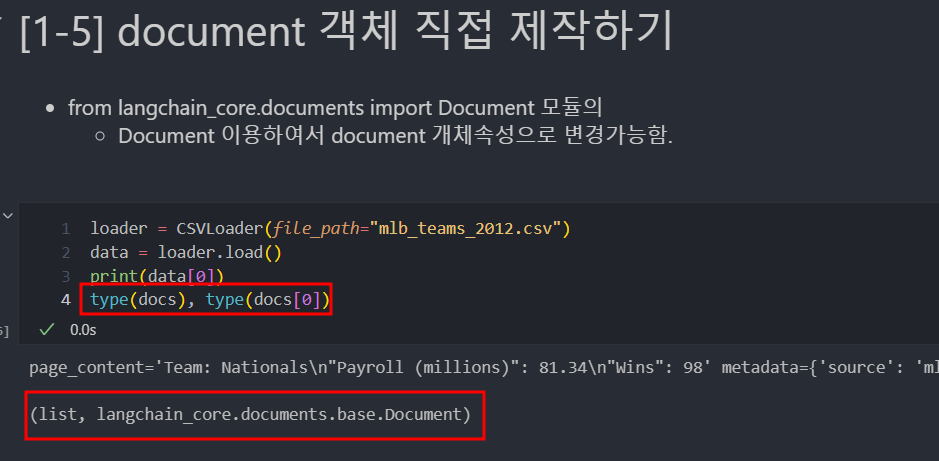 [1-5] document 객체 직접 제작하기
• from langchain_core.documents import Document 모듈의
○ Document 이용하여서 document 개체속성으로 변경가능함.
1 loader = CSVLoader(file_path="mlb_teams_2012.csv")
2 data = loader.load()
3 print(data[0])
4 type(docs), type(docs[0])
] ✓ 0.0s
page_content='Team: Nationals\n"Payroll (millions)": 81.34\n"Wins": 98' metadata={'source': 'ml
(list, langchain_core.documents.base.Document)